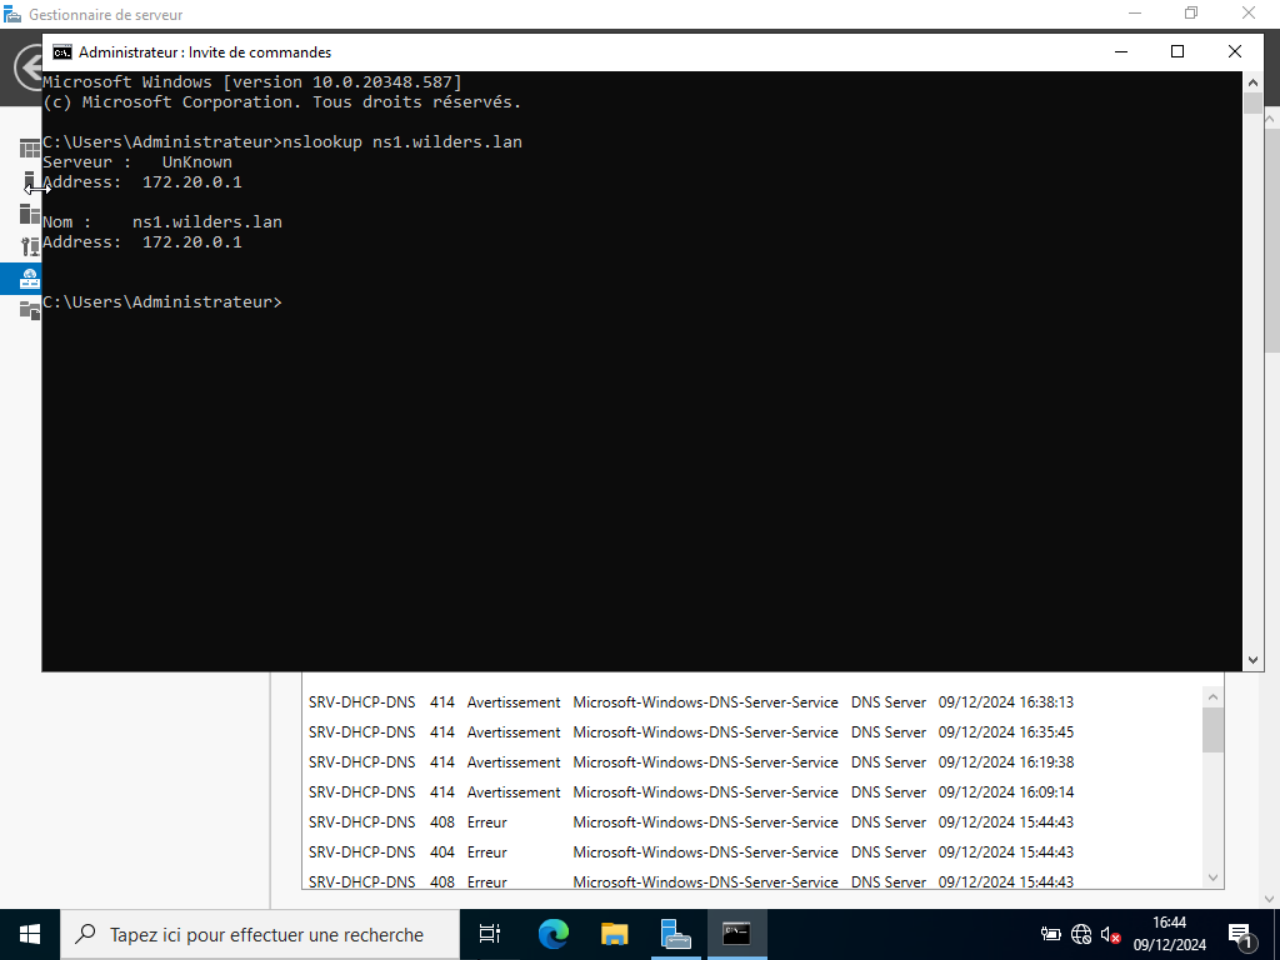 Gestionnaire de serveur
Administrateur : Invite de commandes
Microsoft Windows [version 10.0.20348.587]
(c) Microsoft Corporation. Tous droits réservés.
C:\Users\Administrateur>nslookup ns1.wilders.lan
Serveur :   UnKnown
Address:  172.20.0.1
Nom :    ns1.wilders.lan
Address:  172.20.0.1
C:\Users\Administrateur>
SRV-DHCP-DNS 414 Avertissement Microsoft-Windows-DNS-Server-Service DNS Server 09/12/2024 16:38:13
SRV-DHCP-DNS 414 Avertissement Microsoft-Windows-DNS-Server-Service DNS Server 09/12/2024 16:35:45
SRV-DHCP-DNS 414 Avertissement Microsoft-Windows-DNS-Server-Service DNS Server 09/12/2024 16:19:38
SRV-DHCP-DNS 414 Avertissement Microsoft-Windows-DNS-Server-Service DNS Server 09/12/2024 16:09:14
SRV-DHCP-DNS 408 Erreur Microsoft-Windows-DNS-Server-Service DNS Server 09/12/2024 15:44:43
SRV-DHCP-DNS 404 Erreur Microsoft-Windows-DNS-Server-Service DNS Server 09/12/2024 15:44:43
SRV-DHCP-DNS 408 Erreur Microsoft-Windows-DNS-Server-Service DNS Server 09/12/2024 15:44:43
Tapez ici pour effectuer une recherche
16:44
09/12/2024
1